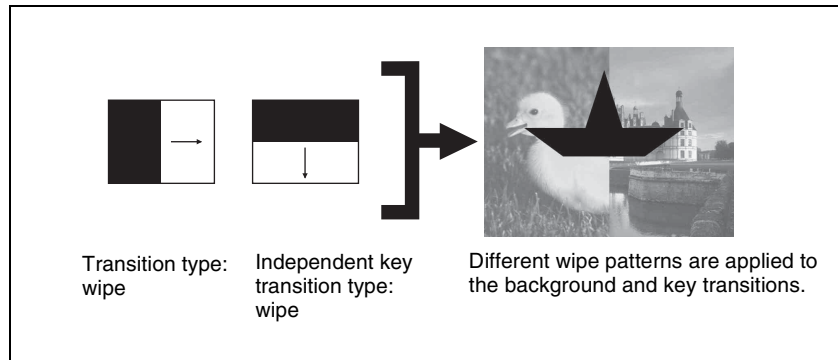 Transition type:
wipe
Independent key
transition type:
wipe
Different wipe patterns are applied to
the background and key transitions.